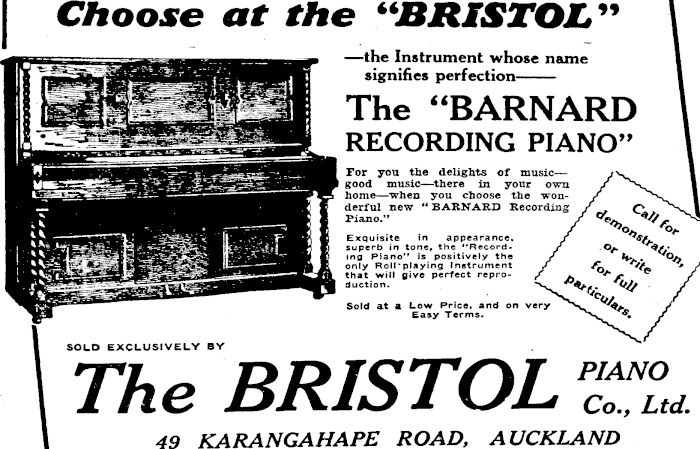 Choose at the "BRISTOL"
—the Instrument whose name
signifies perfection——
The "BARNARD
RECORDING PIANO"
For you the delights of music—
good music—there in your own
home—when you choose the won-
derful new "BARNARD Recording
Piano."
Exquisite in appearance,
superb in tone, the "Record-
ing Piano" is positively the
only Roll-playing Instrument
that will give perfect repro-
duction.
Sold at a Low Price, and on very
Easy Terms.
Call for
demonstration,
or write
for full
particulars.
SOLD EXCLUSIVELY BY
The BRISTOL PIANO
Co., Ltd.
49 KARANGAHAPE ROAD, AUCKLAND